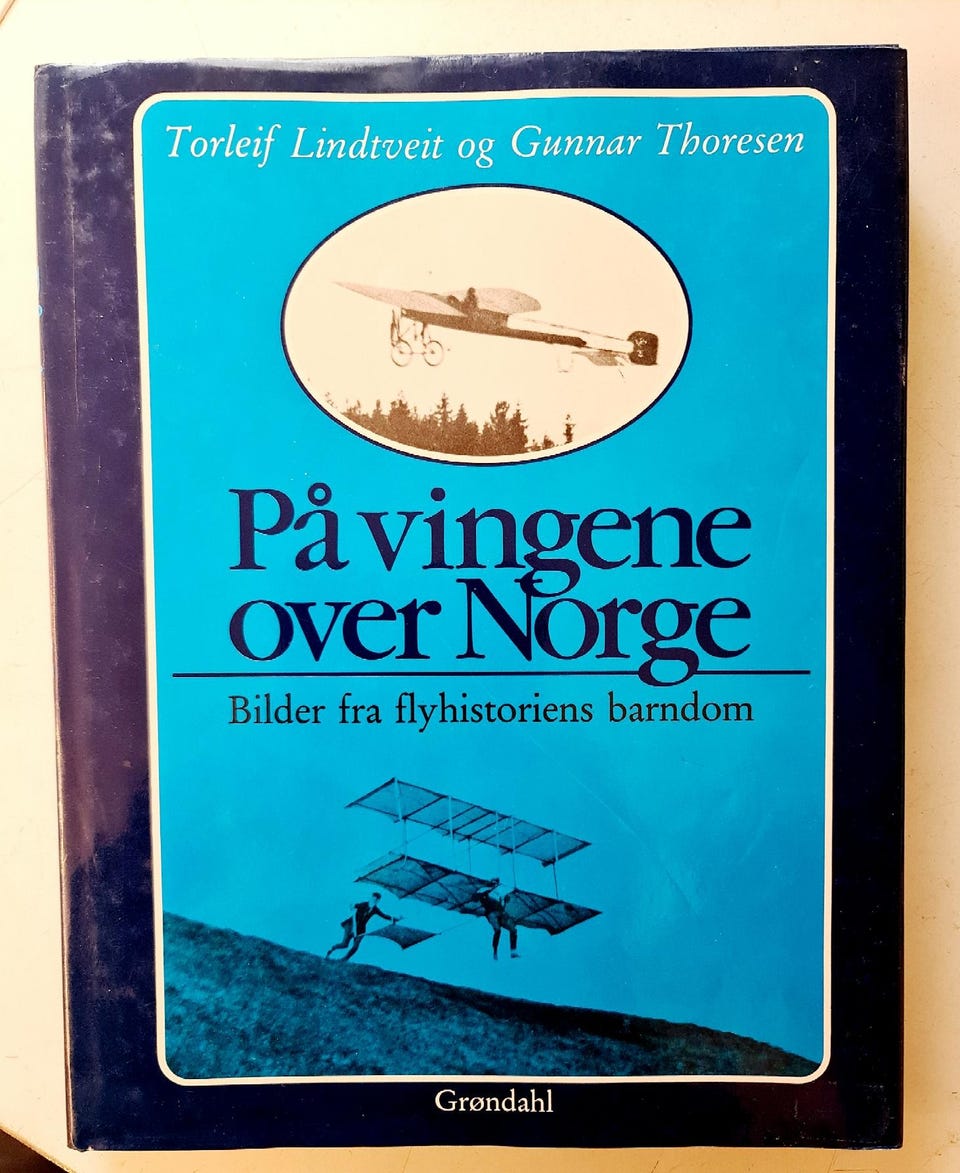 Torleif Lindtveit og Gunnar Thoresen
På vingene
over Norge
Bilder fra flyhistoriens barndom
Grøndahl